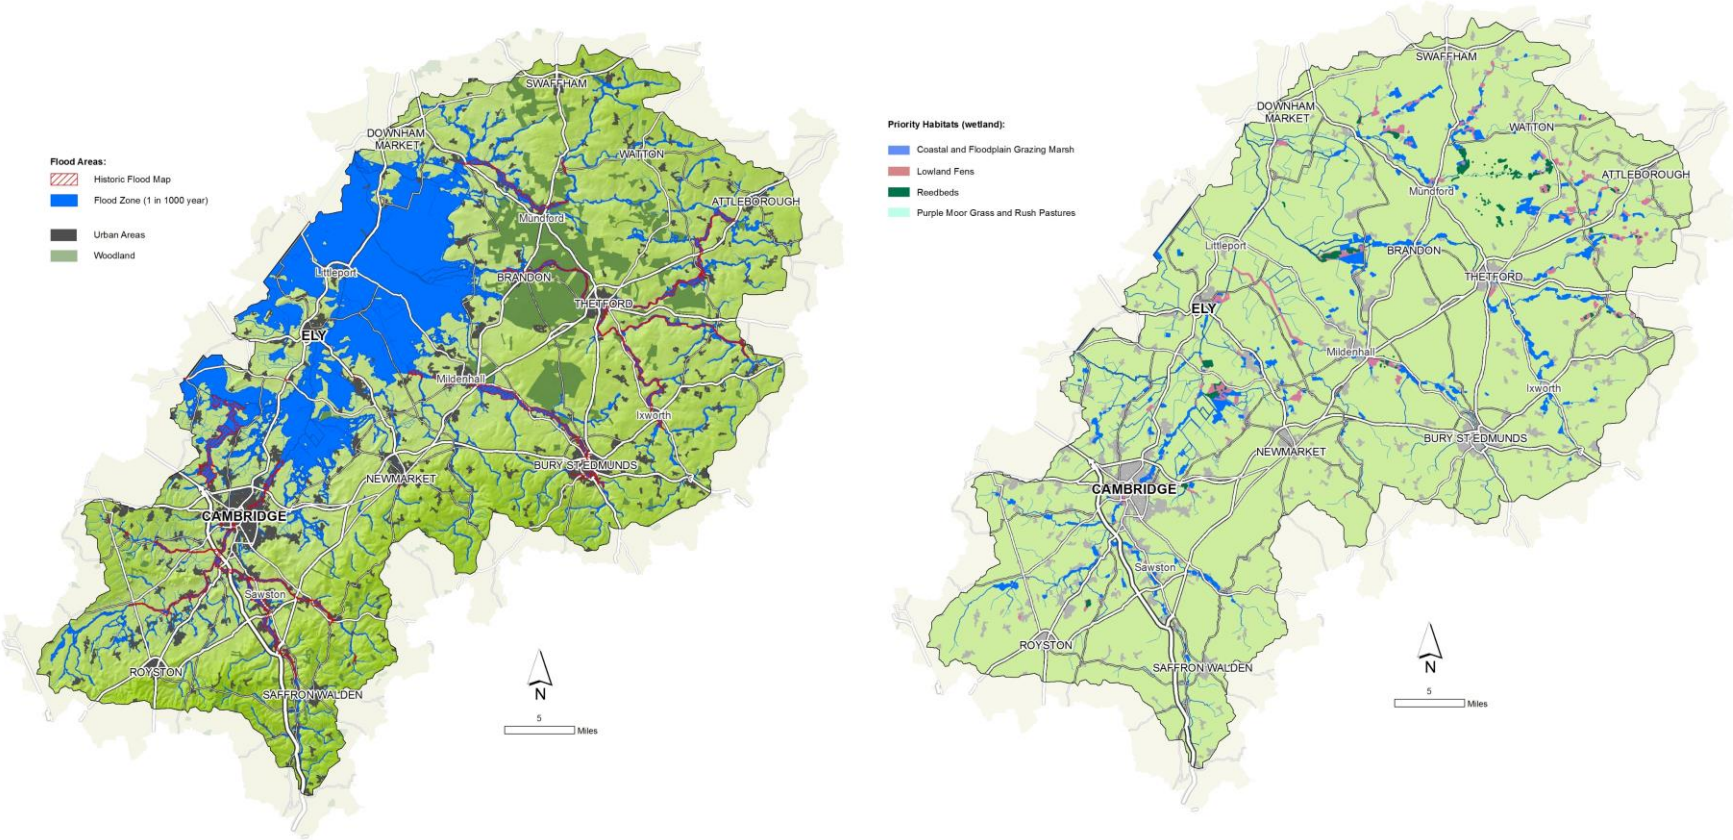 Flood Areas:
Historic Flood Map
Flood Zone (1 in 1000 year)
Urban Areas
Woodland
SWAFFHAM
DOWNHAM
MARKET
WATTON
ATTLEBOROUGH
Mundford
Littleport
BRANDON
THETFORD
ELY
Mildenhall
Ixworth
BURY ST.EDMUNDS
NEWMARKET
CAMBRIDGE
Sawston
ROYSTON
SAFFRON WALDEN
N
5
Miles
Priority Habitats (wetland):
Coastal and Floodplain Grazing Marsh
Lowland Fens
Reedbeds
Purple Moor Grass and Rush Pastures
SWAFFHAM
DOWNHAM
MARKET
WATTON
ATTLEBOROUGH
Mundford
Littleport
BRANDON
THETFORD
ELY
Mildenhall
Ixworth
BURY ST.EDMUNDS
NEWMARKET
CAMBRIDGE
Sawston
ROYSTON
SAFFRON WALDEN
N
5
Miles